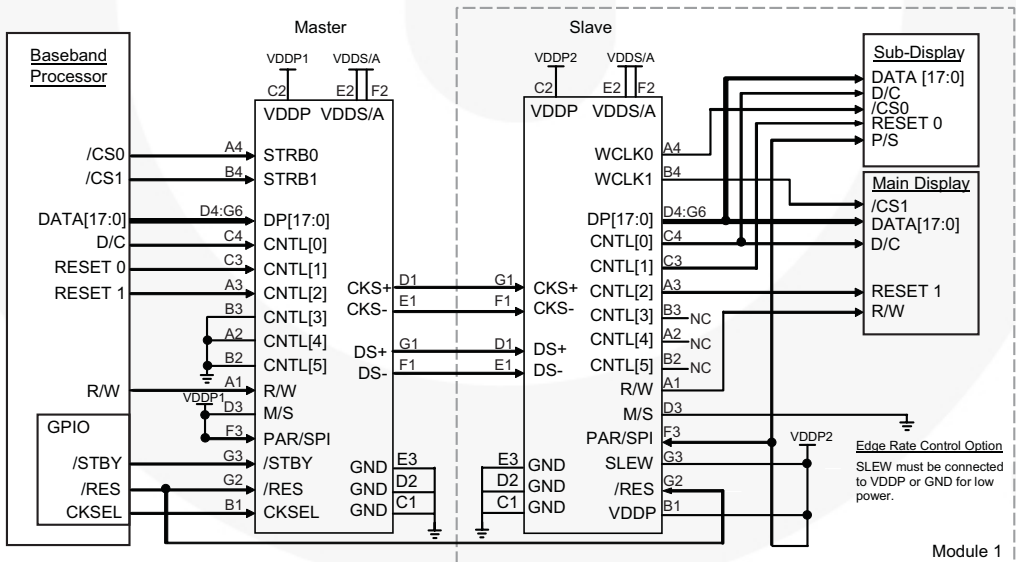 Master
Slave
Baseband
Processor
/CS0
/CS1
DATA[17:0]
D/C
RESET 0
RESET 1
R/W
GPIO
/STBY
/RES
CKSEL
A4
B4
D4:G6
C4
C3
A3
B3
A2
B2
A1
VDDP1
D3
F3
G3
G2
B1
VDDP1
VDDS/A
C2
E2
F2
VDDP VDDS/A
STRB0
STRB1
DP[17:0]
CNTL[0]
CNTL[1]
CNTL[2]
CNTL[3]
CNTL[4]
CNTL[5]
R/W
M/S
PAR/SPI
/STBY
/RES
CKSEL
CKS+
CKS-
DS+
DS-
GND
GND
GND
D1
E1
G1
F1
E3
D2
C1
G1
F1
D1
E1
E3
D2
C1
VDDP2
VDDS/A
C2
E2
F2
VDDP VDDS/A
CKS+
CKS-
DS+
DS-
GND
GND
GND
WCLK0
WCLK1
DP[17:0]
CNTL[0]
CNTL[1]
CNTL[2]
CNTL[3]
CNTL[4]
CNTL[5]
R/W
M/S
PAR/SPI
SLEW
/RES
VDDP
A4
B4
D4:G6
C4
C3
A3
B3
NC
A2
NC
B2
NC
A1
D3
F3
G3
G2
B1
VDDP2
Sub-Display
DATA [17:0]
D/C
/CS0
RESET 0
P/S
Main Display
/CS1
DATA[17:0]
D/C
RESET 1
R/W
Edge Rate Control Option
SLEW must be connected
to VDDP or GND for low
power.
Module 1